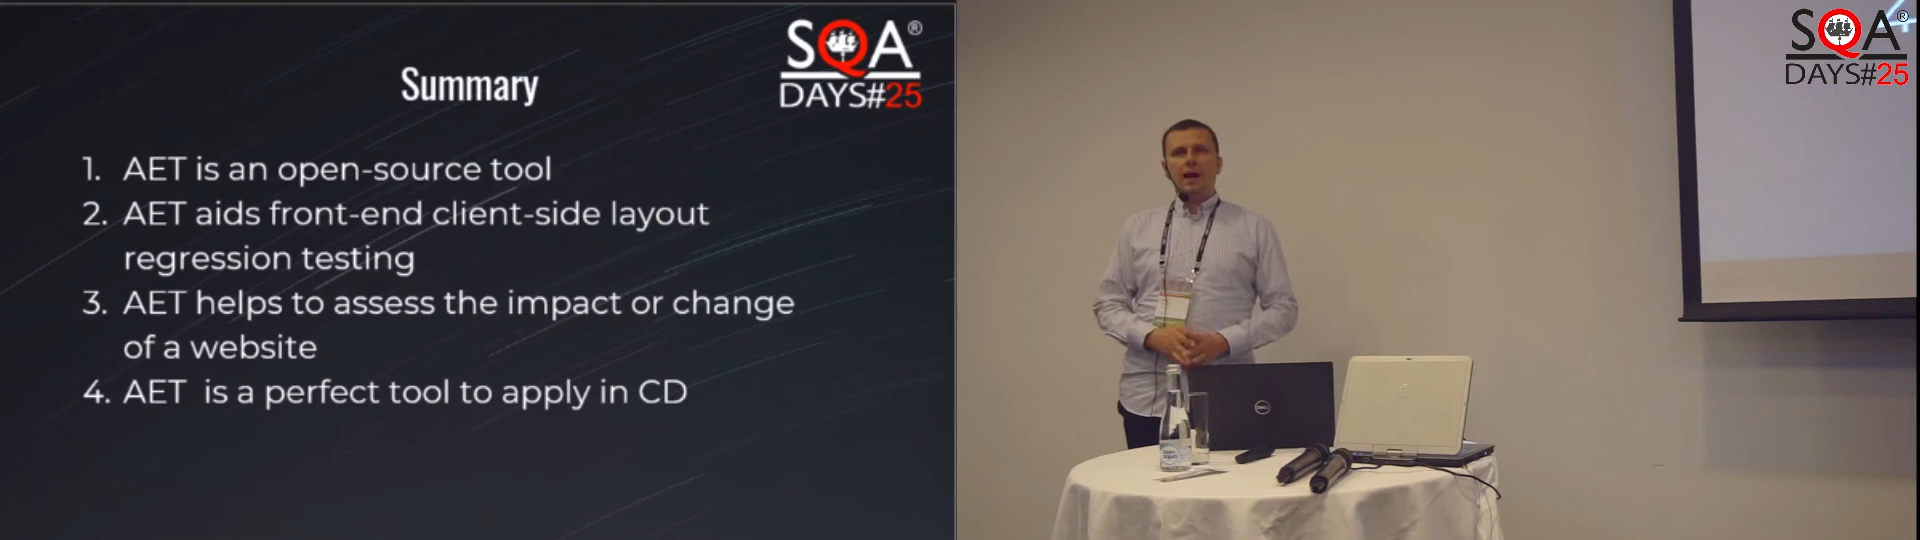 SQA®
DAYS#25
Summary
1. AET is an open-source tool
2. AET aids front-end client-side layout
regression testing
3. AET helps to assess the impact or change
of a website
4. AET is a perfect tool to apply in CD
SQA®
DAYS#25
DELL